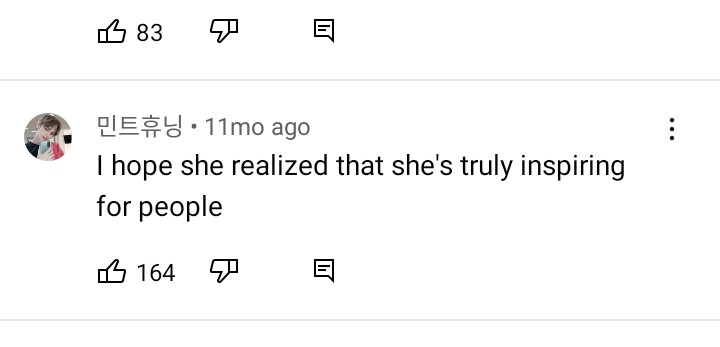 83
민트휴닝 • 11mo ago
I hope she realized that she's truly inspiring
for people
164